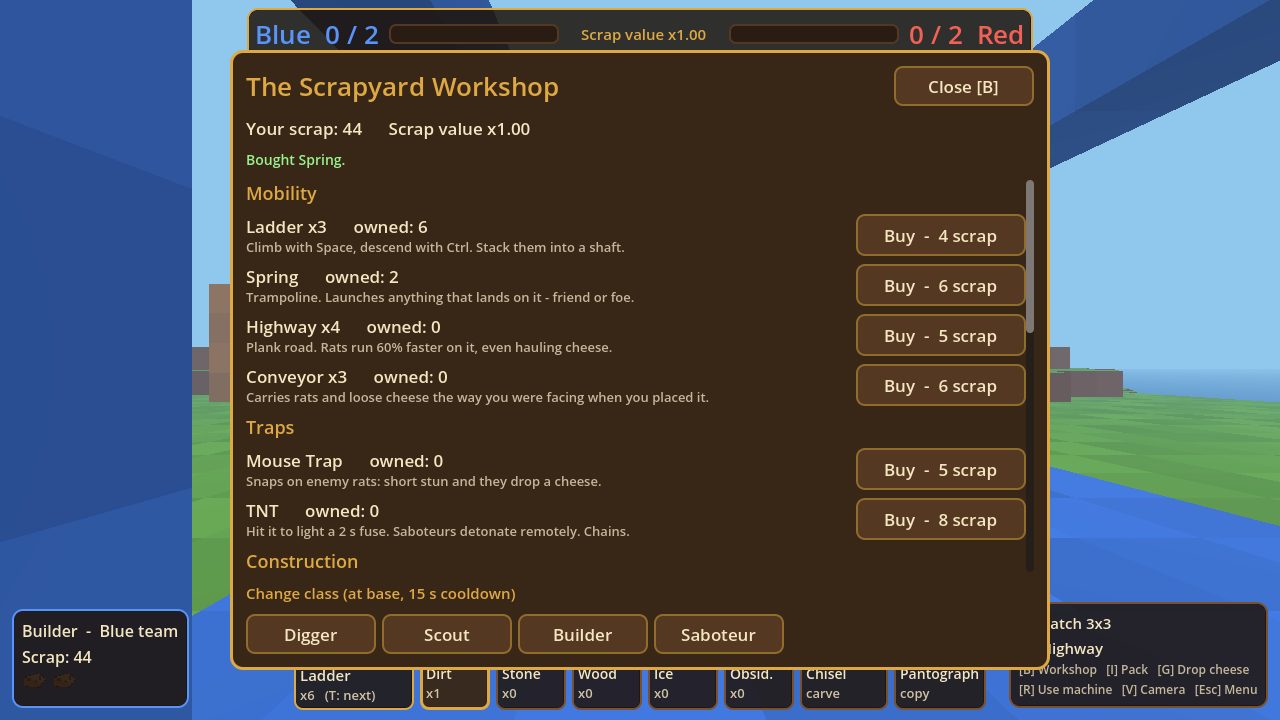 Blue 0 / 2 Scrap value x1.00 0 / 2 Red
The Scrapyard Workshop Close [B]
Your scrap: 44 Scrap value x1.00
Bought Spring.
Mobility
Ladder x3 owned: 6
Climb with Space, descend with Ctrl. Stack them into a shaft.
Buy - 4 scrap
Spring owned: 2
Trampoline. Launches anything that lands on it - friend or foe.
Buy - 6 scrap
Highway x4 owned: 0
Plank road. Rats run 60% faster on it, even hauling cheese.
Buy - 5 scrap
Conveyor x3 owned: 0
Carries rats and loose cheese the way you were facing when you placed it.
Buy - 6 scrap
Traps
Mouse Trap owned: 0
Snaps on enemy rats: short stun and they drop a cheese.
Buy - 5 scrap
TNT owned: 0
Hit it to light a 2 s fuse. Saboteurs detonate remotely. Chains.
Buy - 8 scrap
Construction
Change class (at base, 15 s cooldown)
Digger Scout Builder Saboteur
Builder - Blue team
Scrap: 44
Ladder
x6 (T: next)
Dirt
x1
Stone
x0
Wood
x0
Ice
x0
Obsid.
x0
Chisel
carve
Pantograph
copy
atch 3x3
ighway
[B] Workshop [I] Pack [G] Drop cheese
[R] Use machine [V] Camera [Esc] Menu